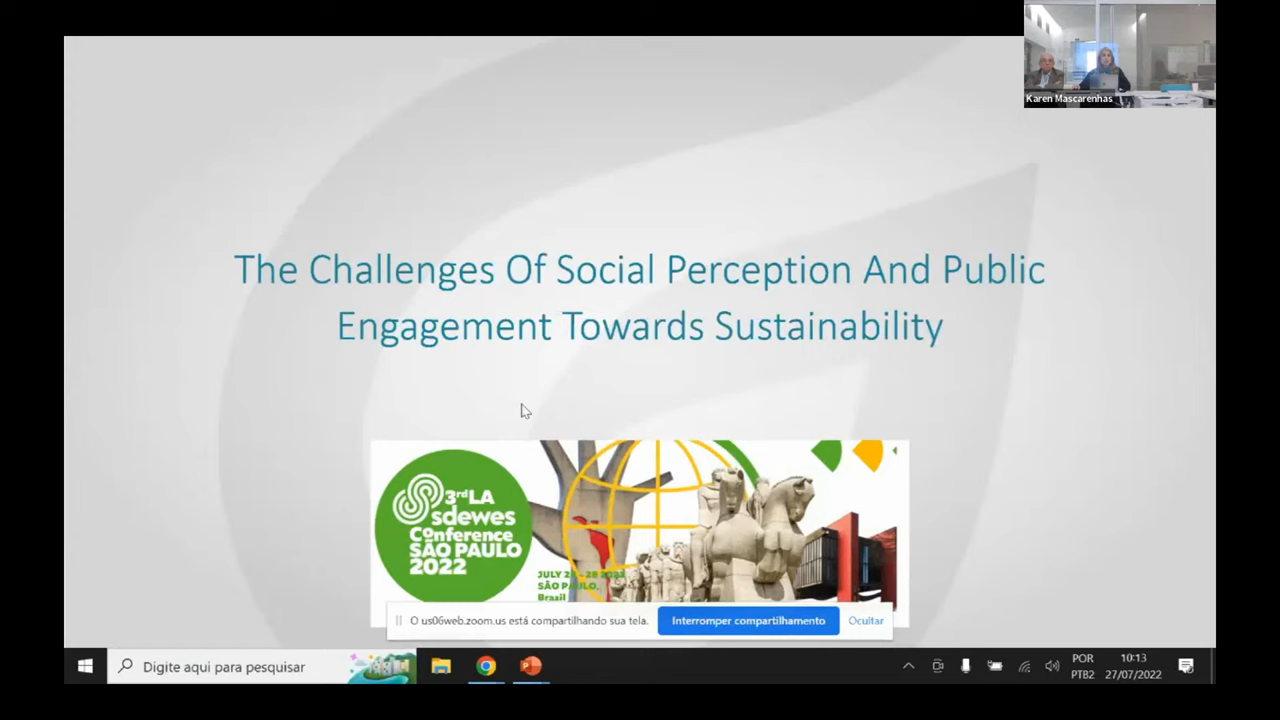 Karen Mascarenhas
The Challenges Of Social Perception And Public
Engagement Towards Sustainability
3rd LA
sdewes
Conference
SÃO PAULO
2022
SÃO PAULO,
Brazil
O us06web.zoom.us está compartilhando sua tela.
Interromper compartilhamento
Ocultar
Digite aqui para pesquisar
POR
PTB2
10:13
27/07/2022